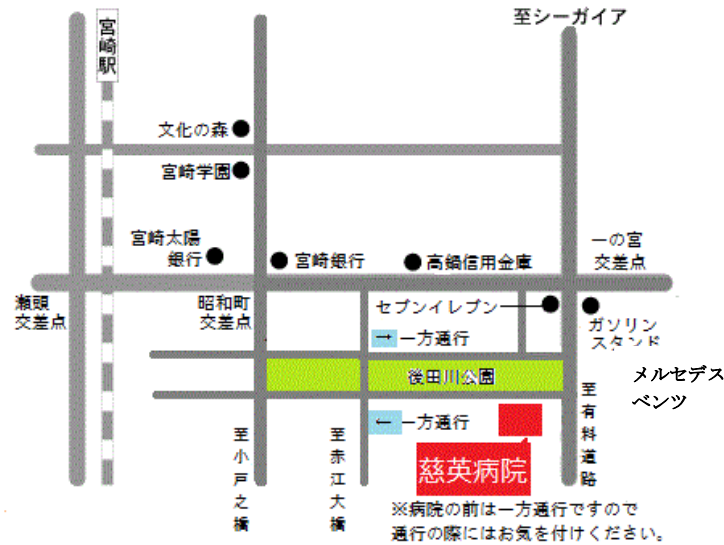 至シーガイア
宮崎駅
文化の森
宮崎学園
宮崎太陽
銀行
宮崎銀行
高鍋信用金庫
一の宮
交差点
瀬頭
交差点
昭和町
交差点
セブンイレブン
ガソリン
スタンド
→一方通行
後田川公園
メルセデス
ベンツ
至有料道路
←一方通行
至小戸之橋
至赤江大橋
慈英病院
※病院の前は一方通行ですので
通行の際にはお気を付けください。